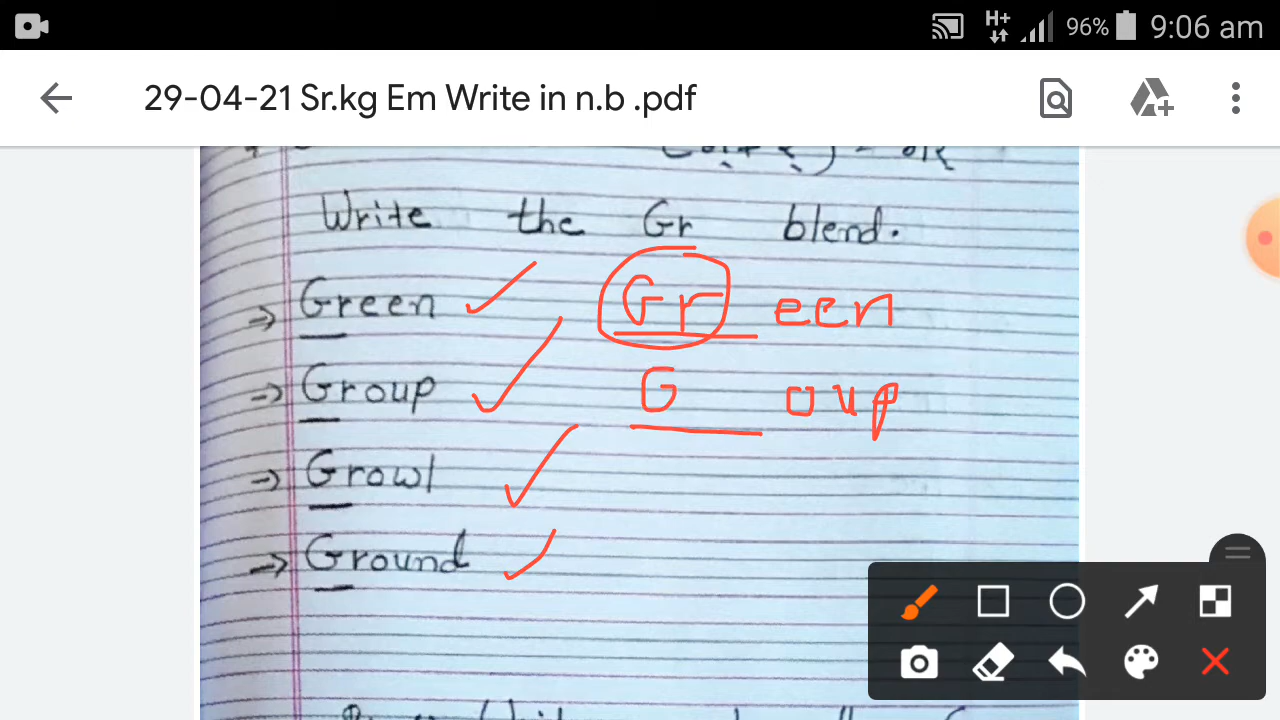 H+ 96% 9:06 am
29-04-21 Sr.kg Em Write in n.b .pdf
Write the Gr blend.
⇒ Green ✓ Gr een
⇒ Group ✓ G oup
⇒ Growl ✓
⇒ Ground ✓